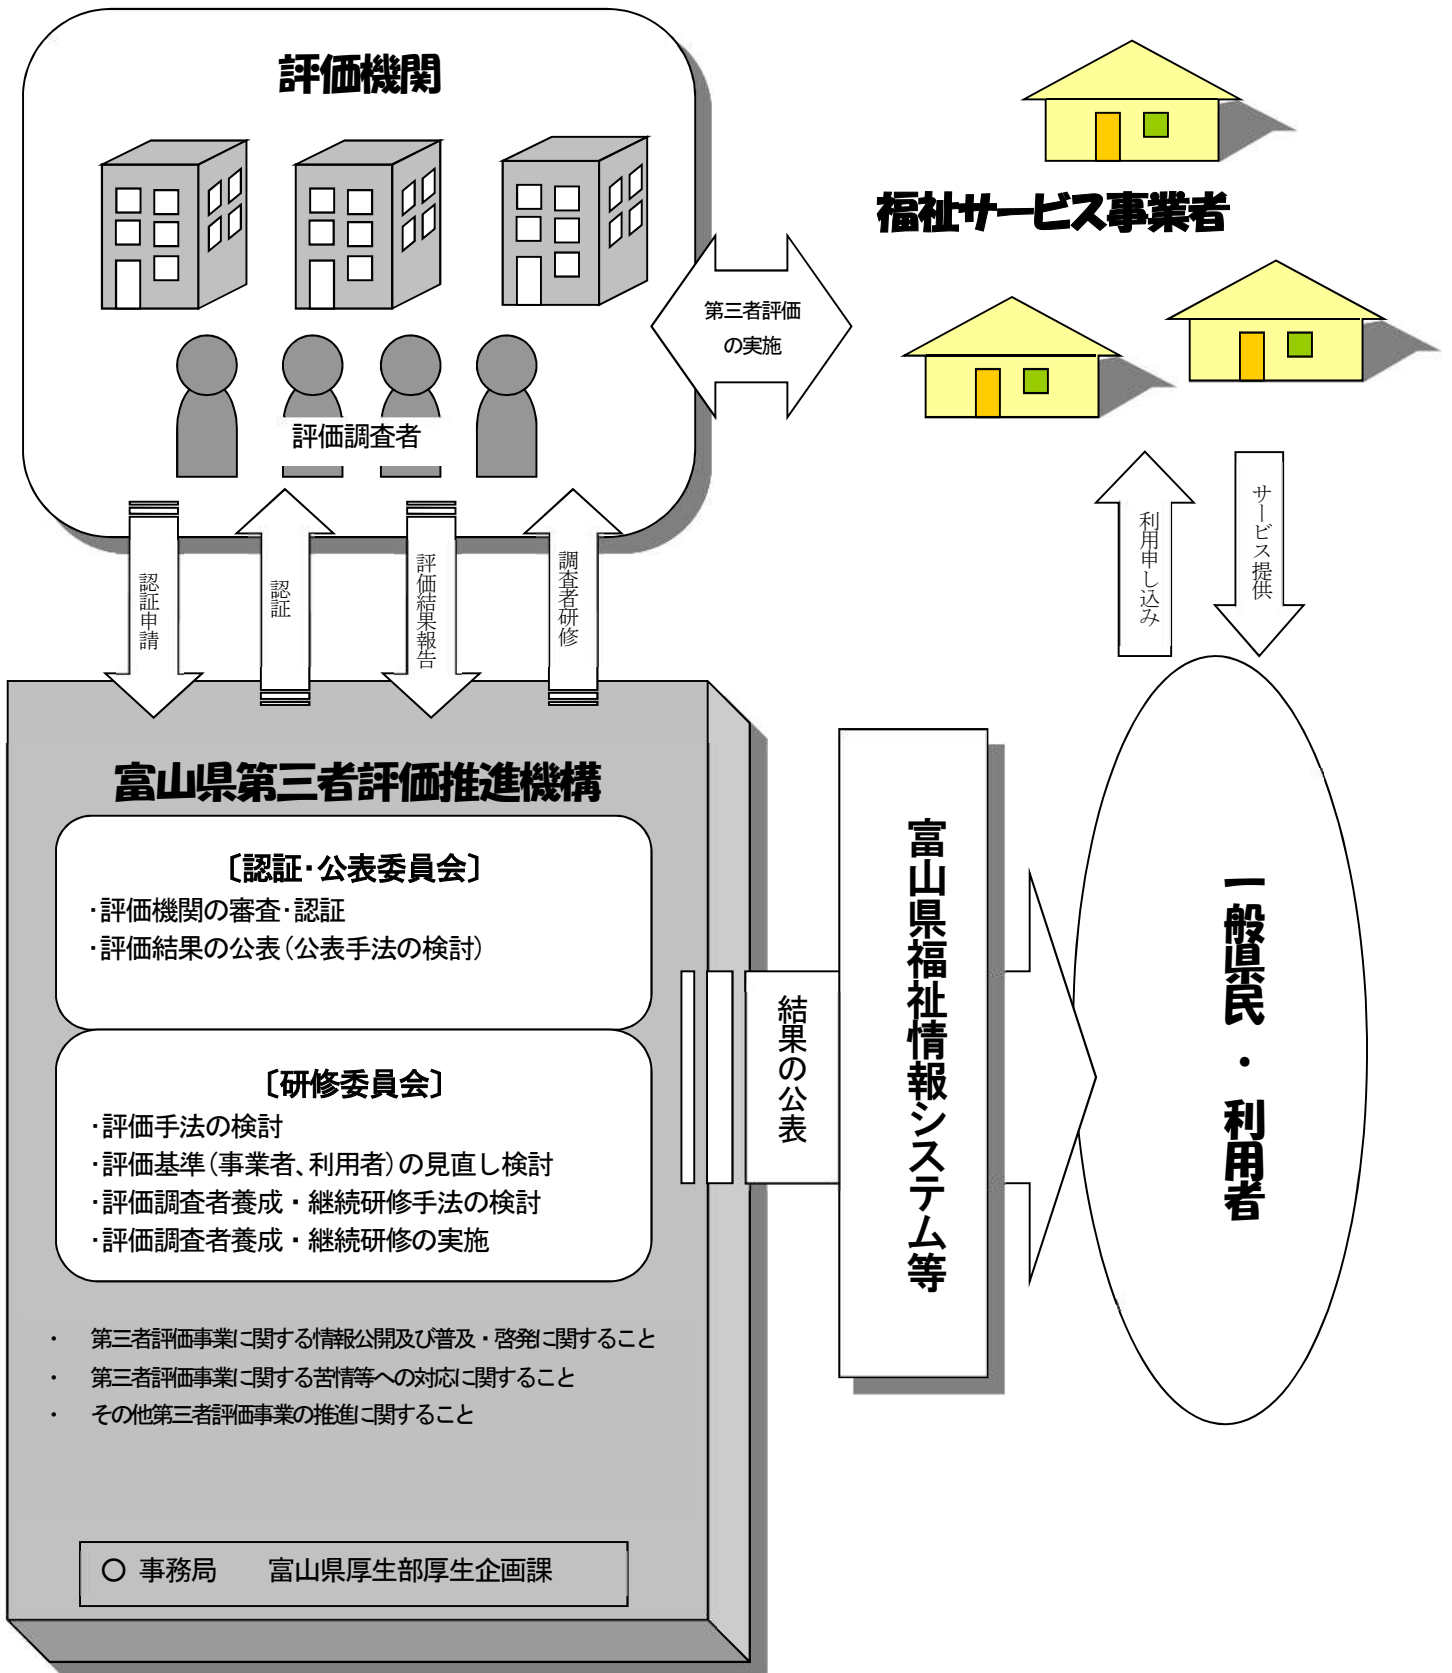 評価機関
評価調査者
福祉サービス事業者
第三者評価
の実施
認証申請
認証
評価結果報告
調査者研修
利用申し込み
サービス提供
富山県第三者評価推進機構
〔認証・公表委員会〕
・評価機関の審査・認証
・評価結果の公表（公表手法の検討）
〔研修委員会〕
・評価手法の検討
・評価基準（事業者、利用者）の見直し検討
・評価調査者養成・継続研修手法の検討
・評価調査者養成・継続研修の実施
・ 第三者評価事業に関する情報公開及び普及・啓発に関すること
・ 第三者評価事業に関する苦情等への対応に関すること
・ その他第三者評価事業の推進に関すること
○ 事務局 富山県厚生部厚生企画課
結果の公表
富山県福祉情報システム等
一般県民・利用者